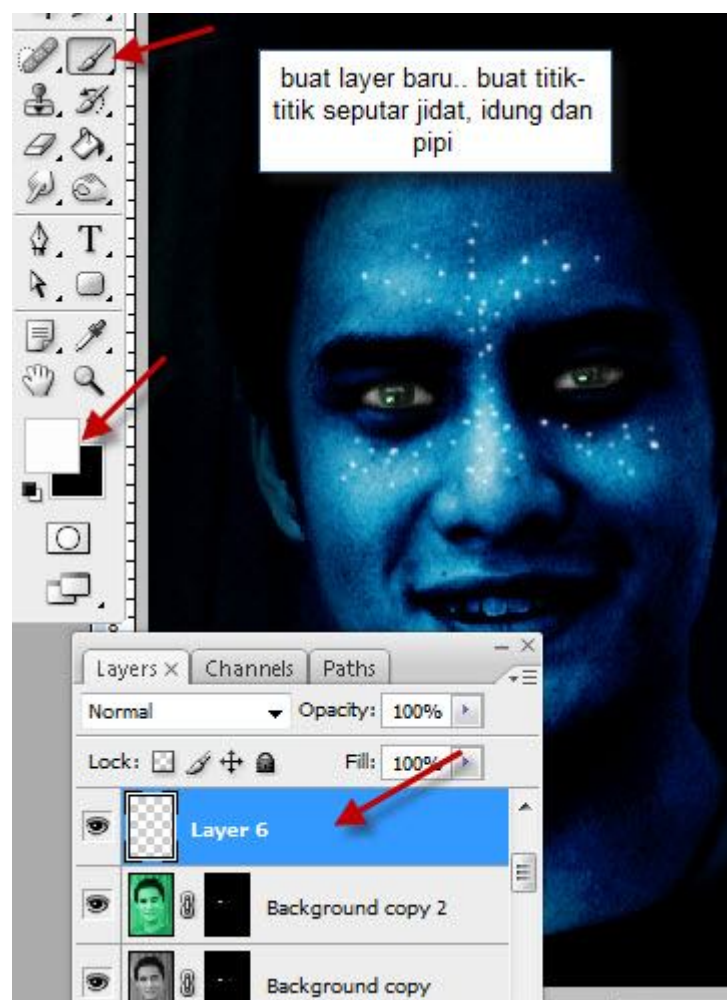 buat layer baru.. buat titik-
titik seputar jidat, idung dan
pipi
T
Layers × Channels Paths
Normal Opacity: 100%
Lock: Fill: 100%
Layer 6
Background copy 2
Background copy